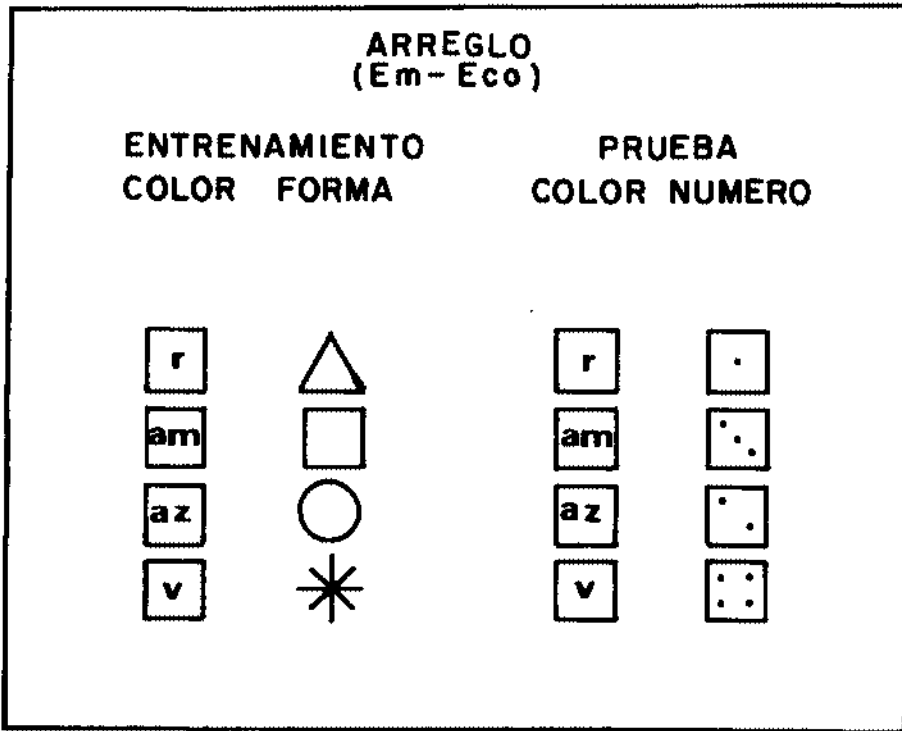 ARREGLO
(Em-Eco)
ENTRENAMIENTO
COLOR FORMA
PRUEBA
COLOR NUMERO
r
am
az
v
r
am
az
v